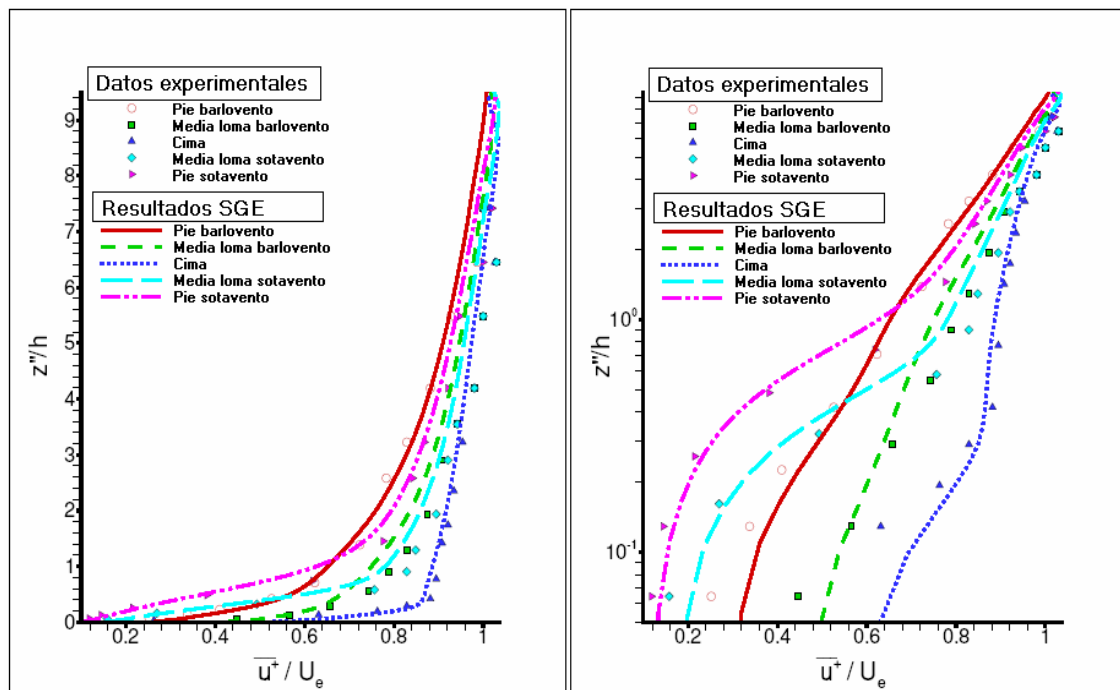 Datos experimentales
Pie barlovento
Media loma barlovento
Cima
Media loma sotavento
Pie sotavento
Resultados SGE
Pie barlovento
Media loma barlovento
Cima
Media loma sotavento
Pie sotavento
z''/h
9
8
7
6
5
4
3
2
1
0
0.2
0.4
0.6
0.8
1
u⁺ / Uₑ
Datos experimentales
Pie barlovento
Media loma barlovento
Cima
Media loma sotavento
Pie sotavento
Resultados SGE
Pie barlovento
Media loma barlovento
Cima
Media loma sotavento
Pie sotavento
z''/h
10⁰
10⁻¹
0.2
0.4
0.6
0.8
1
u⁺ / Uₑ